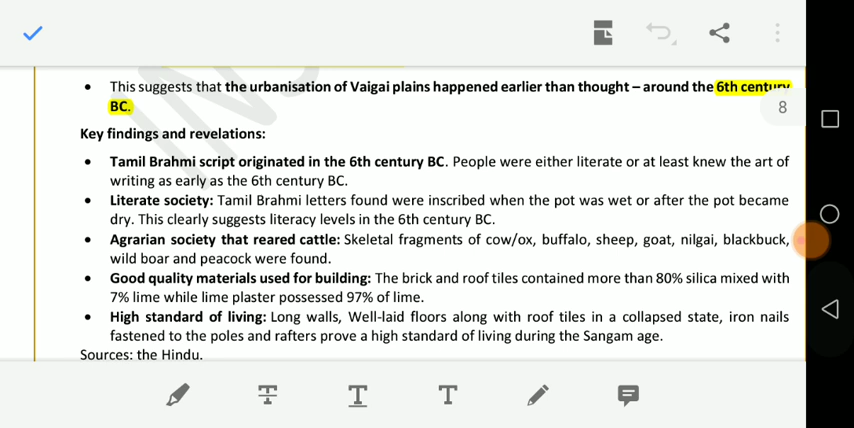 • This suggests that the urbanisation of Vaigai plains happened earlier than thought – around the 6th century
BC.
8
Key findings and revelations:
• Tamil Brahmi script originated in the 6th century BC. People were either literate or at least knew the art of
writing as early as the 6th century BC.
• Literate society: Tamil Brahmi letters found were inscribed when the pot was wet or after the pot became
dry. This clearly suggests literacy levels in the 6th century BC.
• Agrarian society that reared cattle: Skeletal fragments of cow/ox, buffalo, sheep, goat, nilgai, blackbuck,
wild boar and peacock were found.
• Good quality materials used for building: The brick and roof tiles contained more than 80% silica mixed with
7% lime while lime plaster possessed 97% of lime.
• High standard of living: Long walls, Well-laid floors along with roof tiles in a collapsed state, iron nails
fastened to the poles and rafters prove a high standard of living during the Sangam age.
Sources: the Hindu.